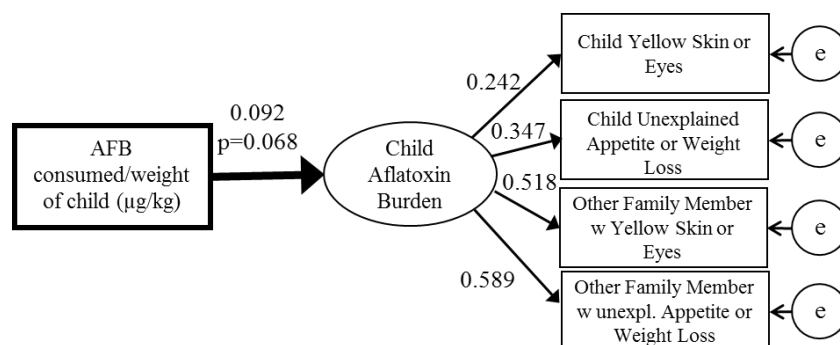 AFB
consumed/weight
of child (µg/kg)
0.092
p=0.068
Child
Aflatoxin
Burden
0.242
0.347
0.518
0.589
Child Yellow Skin or
Eyes
e
Child Unexplained
Appetite or Weight
Loss
e
Other Family Member
w Yellow Skin or
Eyes
e
Other Family Member
w unexpl. Appetite or
Weight Loss
e